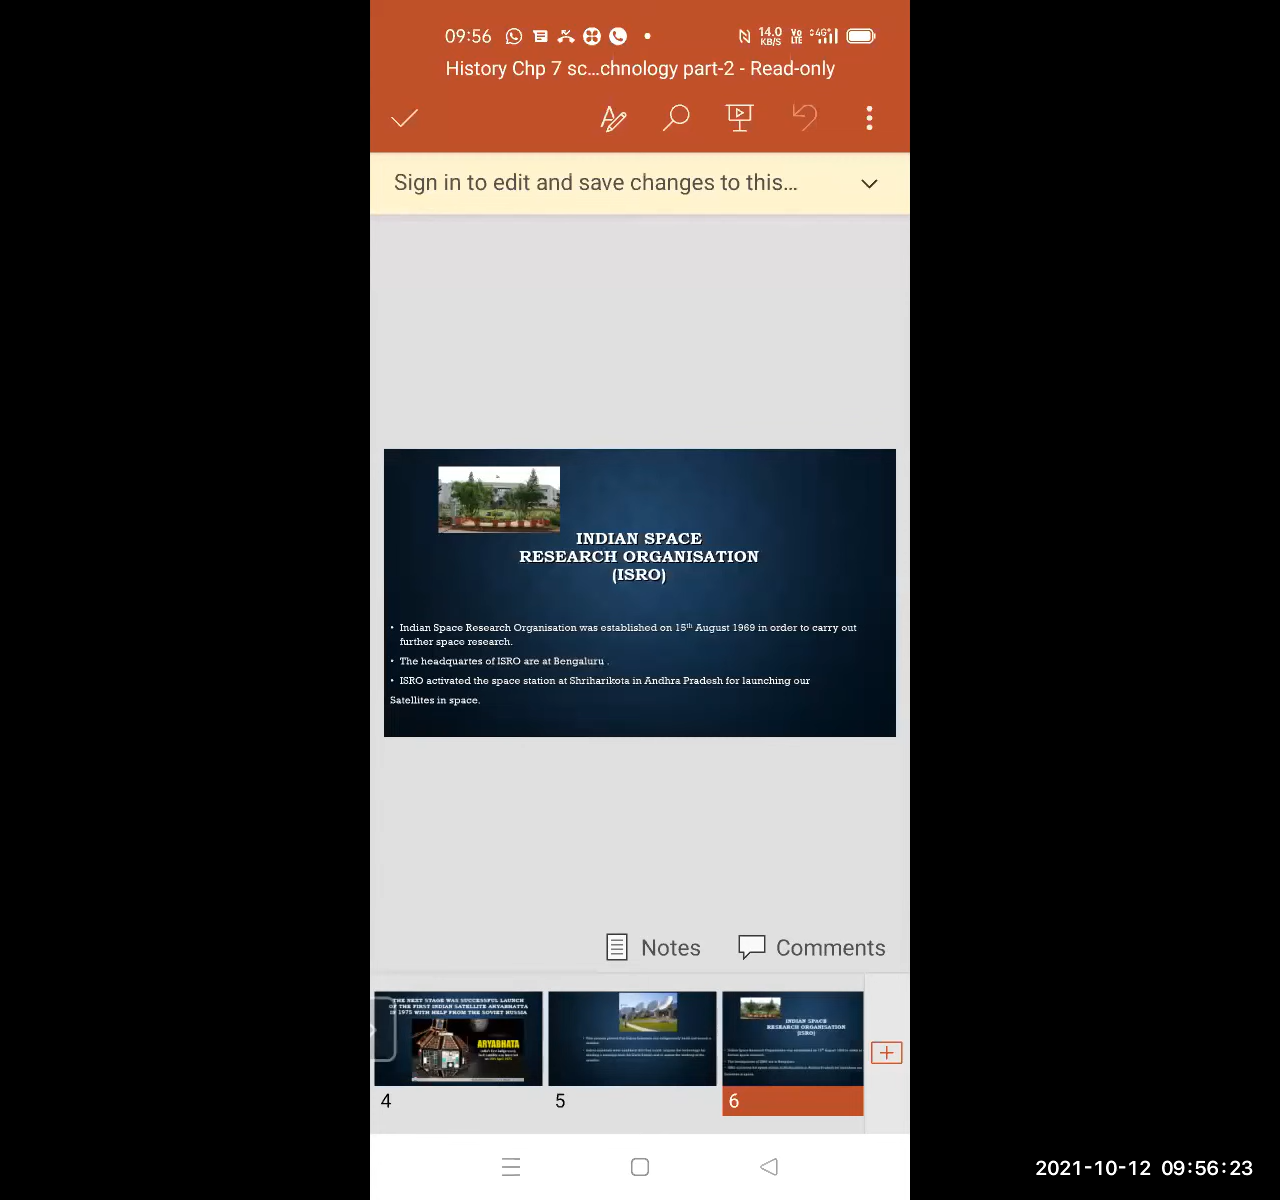 09:56
14.0
KB/S
Vo
LTE
4G+
History Chp 7 sc...chnology part-2 - Read-only
Sign in to edit and save changes to this...
INDIAN SPACE
RESEARCH ORGANISATION
(ISRO)
• Indian Space Research Organisation was established on 15th August 1969 in order to carry out
further space research.
• The headquartes of ISRO are at Bengaluru .
• ISRO activated the space station at Shriharikota in Andhra Pradesh for launching our
Satellites in space.
Notes
Comments
THE NEXT STAGE WAS SUCCESSFUL LAUNCH
OF THE FIRST INDIAN SATELLITE ARYABHATTA
IN 1975 WITH HELP FROM THE SOVIET RUSSIA
ARYABHATA
INDIAN SPACE
RESEARCH ORGANISATION
(ISRO)
4
5
6
2021-10-12 09:56:23